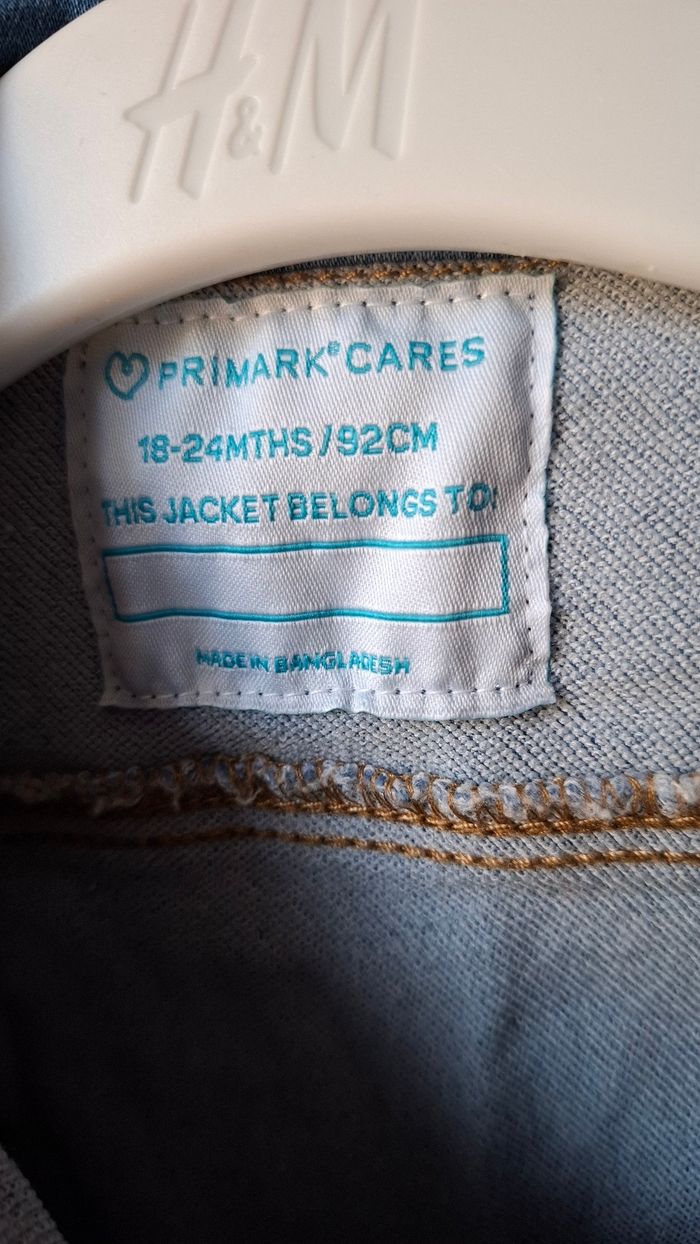 H&M
PRIMARK® CARES
18-24MTHS/92CM
THIS JACKET BELONGS TO:
MADE IN BANGLADESH